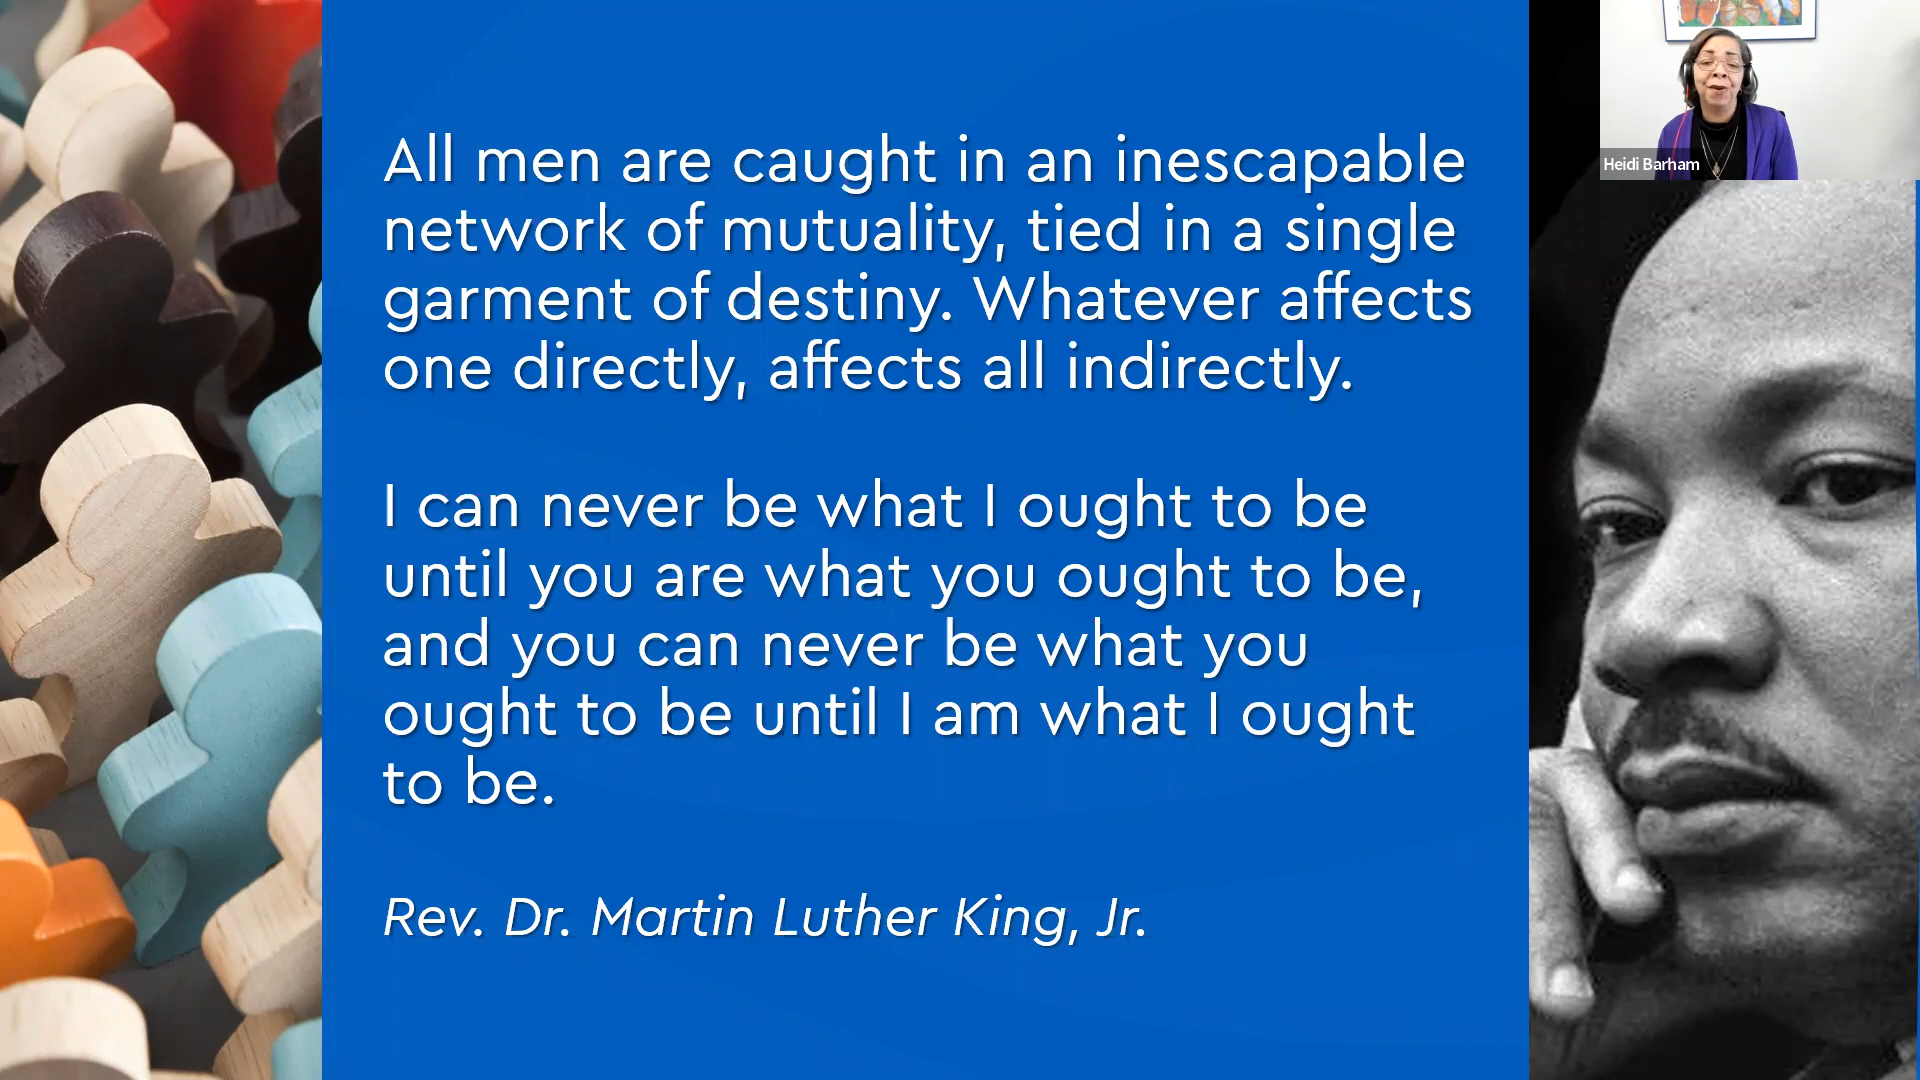 All men are caught in an inescapable
network of mutuality, tied in a single
garment of destiny. Whatever affects
one directly, affects all indirectly.
I can never be what I ought to be
until you are what you ought to be,
and you can never be what you
ought to be until I am what I ought
to be.
Rev. Dr. Martin Luther King, Jr.
Heidi Barham